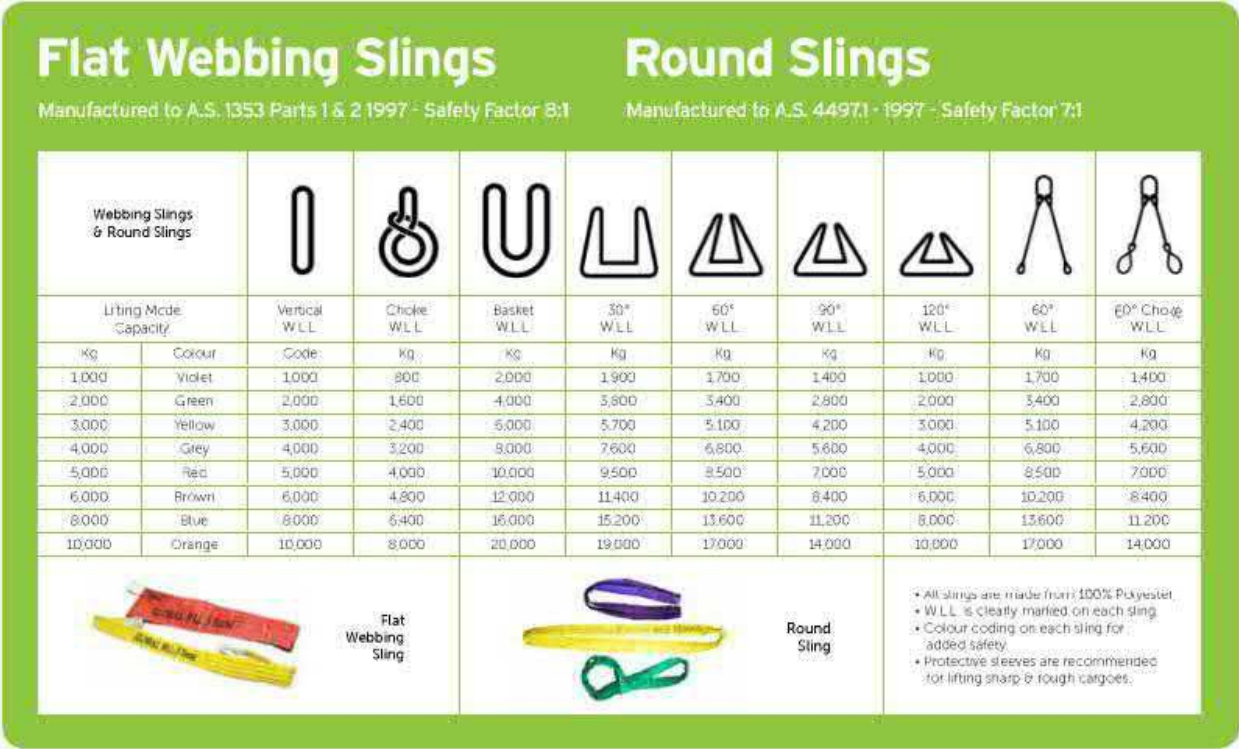 Flat Webbing Slings
Manufactured to A.S. 1353 Parts 1 & 2 1997 - Safety Factor 8:1
Round Slings
Manufactured to A.S. 4497.1 - 1997 - Safety Factor 7:1
Webbing Slings
& Round Slings
Lifting Mode Vertical Choke Basket 30° 60° 90° 120° 60° 60° Choke
Capacity W.L.L. W.L.L. W.L.L. W.L.L. W.L.L. W.L.L. W.L.L. W.L.L. W.L.L.
Kg Colour Code Kg Kg Kg Kg Kg Kg Kg Kg
1,000 Violet 1,000 800 2,000 1,900 1,700 1,400 1,000 1,700 1,400
2,000 Green 2,000 1,600 4,000 3,800 3,400 2,800 2,000 3,400 2,800
3,000 Yellow 3,000 2,400 6,000 5,700 5,100 4,200 3,000 5,100 4,200
4,000 Grey 4,000 3,200 8,000 7,600 6,800 5,600 4,000 6,800 5,600
5,000 Red 5,000 4,000 10,000 9,500 8,500 7,000 5,000 8,500 7,000
6,000 Brown 6,000 4,800 12,000 11,400 10,200 8,400 6,000 10,200 8,400
8,000 Blue 8,000 6,400 16,000 15,200 13,600 11,200 8,000 13,600 11,200
10,000 Orange 10,000 8,000 20,000 19,000 17,000 14,000 10,000 17,000 14,000
Flat
Webbing
Sling
Round
Sling
• All slings are made from 100% Polyester
• W.L.L. is clearly marked on each sling
• Colour coding on each sling for
added safety.
• Protective sleeves are recommended
for lifting sharp & rough cargoes.